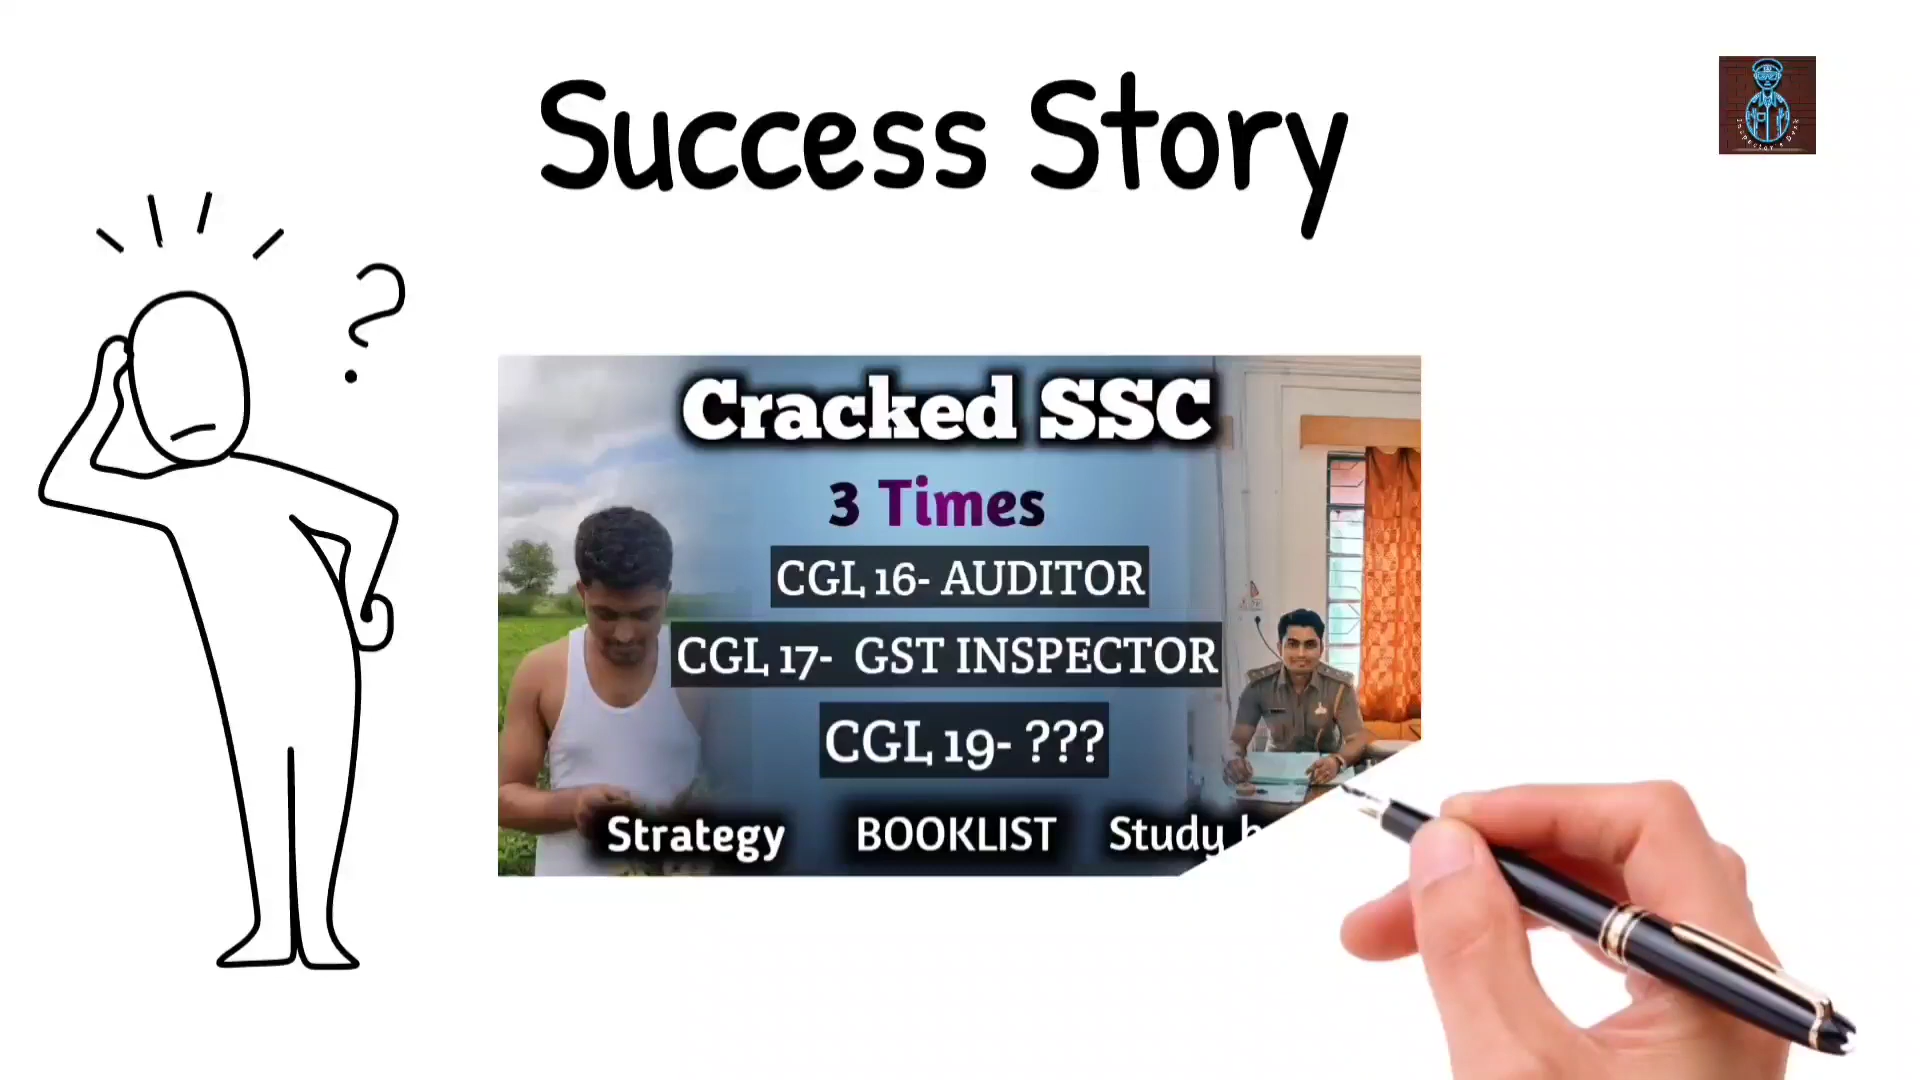 Success Story
Cracked SSC
3 Times
CGL 16- AUDITOR
CGL 17- GST INSPECTOR
CGL 19- ???
Strategy BOOKLIST Study